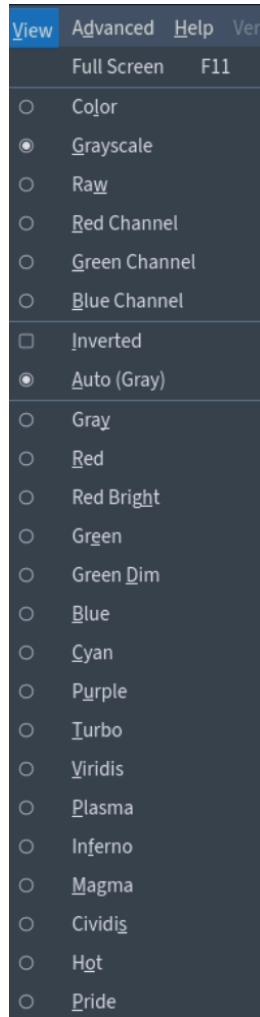 View Advanced Help Ver
Full Screen F11
Color
Grayscale
Raw
Red Channel
Green Channel
Blue Channel
Inverted
Auto (Gray)
Gray
Red
Red Bright
Green
Green Dim
Blue
Cyan
Purple
Turbo
Viridis
Plasma
Inferno
Magma
Cividis
Hot
Pride